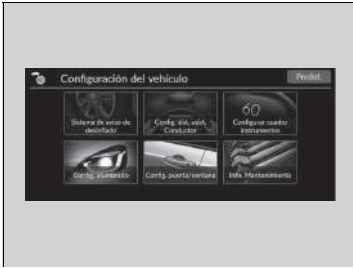 Configuración del vehículo
Predet.
Sistema de aviso de
desinflado
Config. sist. asist.
Conductor
Configurar cuadro
instrumentos
Config. alumbrado
Config. puerta/ventana
Info. Mantenimiento